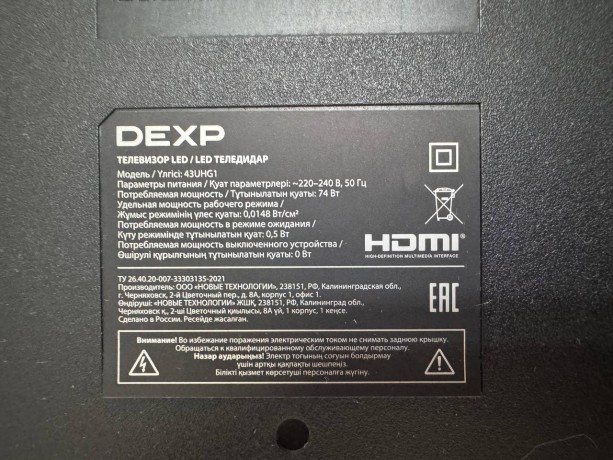 DEXP
ТЕЛЕВИЗОР LED / LED ТЕЛЕДИДАР
Модель / Үлгісі: 43UHG1
Параметры питания / Қуат параметрлері: ~220–240 В, 50 Гц
Потребляемая мощность / Тұтынылатын қуаты: 74 Вт
Удельная мощность рабочего режима /
Жұмыс режимінің үлес қуаты: 0,0148 Вт/см²
Потребляемая мощность в режиме ожидания /
Күту режимінде тұтынылатын қуат: 0,5 Вт
Потребляемая мощность выключенного устройства /
Өшірулі құрылғының тұтынылатын қуаты: 0 Вт
HDMI®
HIGH-DEFINITION MULTIMEDIA INTERFACE
ТУ 26.40.20-007-33303135-2021
Производитель: ООО «НОВЫЕ ТЕХНОЛОГИИ», 238151, РФ, Калининградская обл.,
г. Черняховск, 2-й Цветочный пер., д. 8А, корпус 1, офис 1.
Өндіруші: «НОВЫЕ ТЕХНОЛОГИИ» ЖШҚ, 238151, РФ, Калининград обл.,
Черняховск қ., 2-ші Цветочный қиылысы, 8А үй, 1 корпус, 1 кеңсе.
Сделано в России. Ресейде жасалған.
EAC
Внимание! Во избежание поражения электрическим током не снимать заднюю крышку.
Обращаться к квалифицированному обслуживающему персоналу.
Назар аударыңыз! Электр тогының соғуын болдырмау
үшін артқы қақпақты шешпеңіз.
Білікті қызмет көрсетуші персоналға жүгіну.